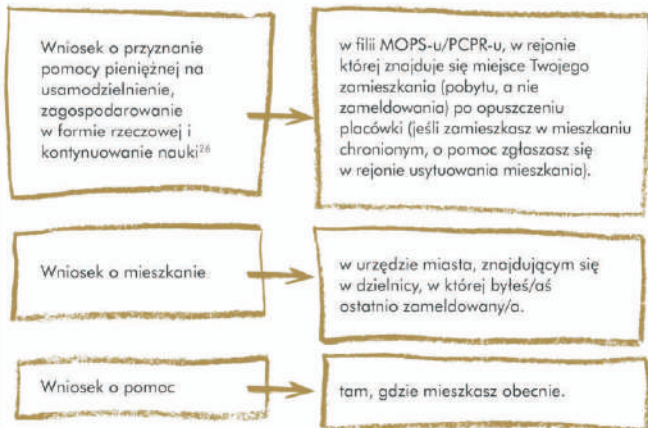 Wniosek o przyznanie
pomocy pieniężnej na
usamodzielnienie,
zagospodarowanie
w formie rzeczowej i
kontynuowanie nauki²⁶
w filii MOPS-u/PCPR-u, w rejonie
której znajduje się miejsce Twojego
zamieszkania (pobytu, a nie
zameldowania) po opuszczeniu
placówki (jeśli zamieszkasz w mieszkaniu
chronionym, o pomoc zgłaszasz się
w rejonie usytuowania mieszkania).
Wniosek o mieszkanie
w urzędzie miasta, znajdującym się
w dzielnicy, w której byłeś/aś
ostatnio zameldowany/a.
Wniosek o pomoc
tam, gdzie mieszkasz obecnie.